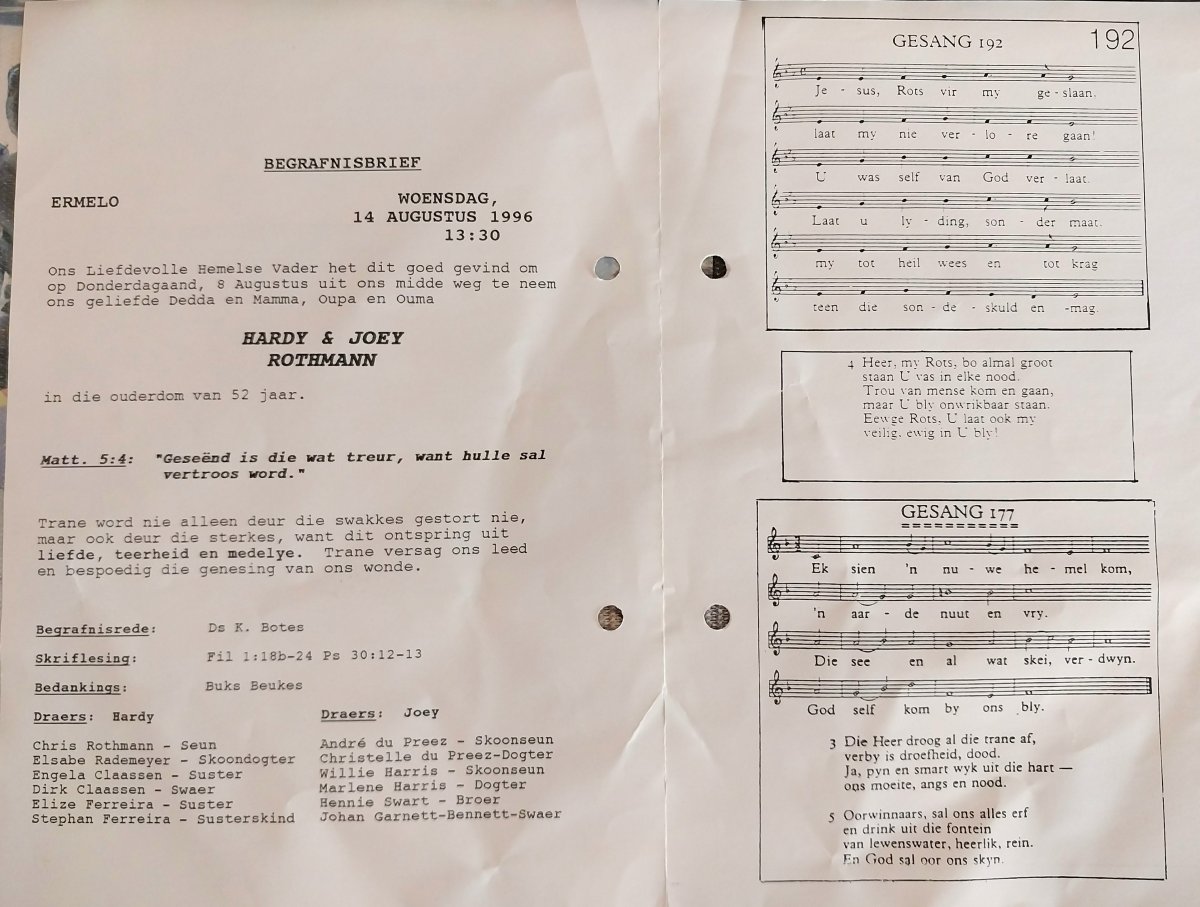 BEGRAFNISBRIEF
ERMELO
WOENSDAG,
14 AUGUSTUS 1996
13:30
Ons Liefdevolle Hemelse Vader het dit goed gevind om
op Donderdagaand, 8 Augustus uit ons midde weg te neem
ons geliefde Dedda en Mamma, Oupa en Ouma
HARDY & JOEY
ROTHMANN
in die ouderdom van 52 jaar.
Matt. 5:4: "Geseënd is die wat treur, want hulle sal
vertroos word."
Trane word nie alleen deur die swakkes gestort nie,
maar ook deur die sterkes, want dit ontspring uit
liefde, teerheid en medelye. Trane versag ons leed
en bespoedig die genesing van ons wonde.
Begrafnisrede: Ds K. Botes
Skriflesing: Fil 1:18b-24 Ps 30:12-13
Bedankings: Buks Beukes
Draers: Hardy
Chris Rothmann - Seun
Elsabe Rademeyer - Skoondogter
Engela Claassen - Suster
Dirk Claassen - Swaer
Elize Ferreira - Suster
Stephan Ferreira - Susterskind
Draers: Joey
André du Preez - Skoonseun
Christelle du Preez-Dogter
Willie Harris - Skoonseun
Marlene Harris - Dogter
Hennie Swart - Broer
Johan Garnett-Bennett-Swaer
GESANG 192
192
Je - sus, Rots vir my ge - slaan,
laat my nie ver - lo - re gaan!
U was self van God ver - laat.
Laat u ly - ding, son - der maat.
my tot heil wees en tot krag
teen die son - de - skuld en -mag.
4 Heer, my Rots, bo almal groot
staan U vas in elke nood.
Trou van mense kom en gaan,
maar U bly onwrikbaar staan.
Eewge Rots, U laat ook my
veilig, ewig in U bly!
GESANG 177
Ek sien 'n nu - we he - mel kom,
'n aar - de nuut en vry.
Die see en al wat skei, ver - dwyn.
God self kom by ons bly.
3 Die Heer droog al die trane af,
verby is droefheid, dood.
Ja, pyn en smart wyk uit die hart —
ons moeite, angs en nood.
5 Oorwinnaars, sal ons alles erf
en drink uit die fontein
van lewenswater, heerlik, rein.
En God sal oor ons skyn.